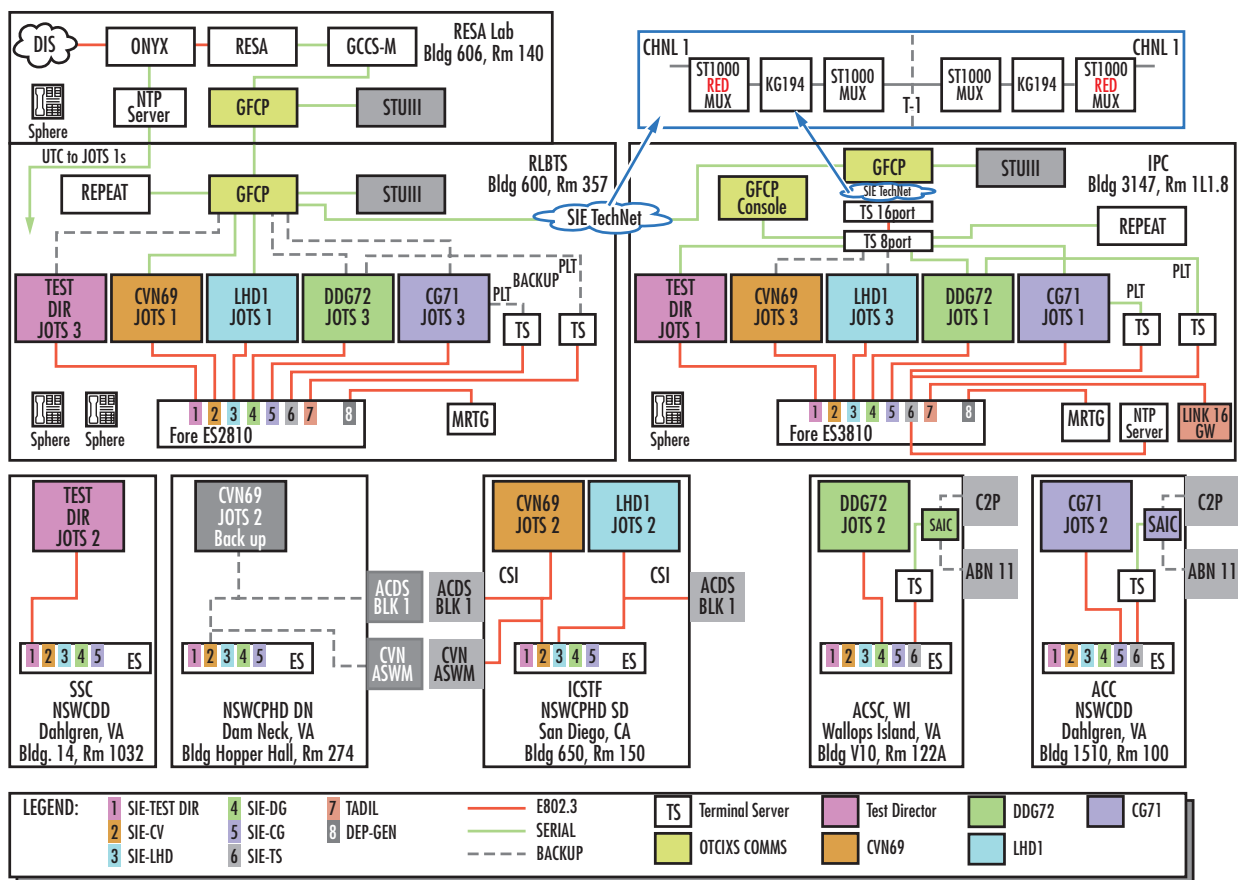 RESA Lab
Bldg 606, Rm 140
DIS
ONYX
RESA
GCCS-M
NTP
Server
GFCP
STUIII
Sphere
CHNL 1
ST1000
RED
MUX
KG194
ST1000
MUX
T-1
ST1000
MUX
KG194
ST1000
RED
MUX
CHNL 1
UTC to JOTS 1s
RLBTS
Bldg 600, Rm 357
REPEAT
GFCP
STUIII
SIE TechNet
TEST
DIR
JOTS 3
CVN69
JOTS 1
LHD1
JOTS 1
DDG72
JOTS 3
CG71
JOTS 3
PLT
BACKUP
PLT
TS
TS
1 2 3 4 5 6 7 8
Fore ES2810
MRTG
Sphere
Sphere
IPC
Bldg 3147, Rm 1L1.8
GFCP
STUIII
GFCP
Console
SIE TechNet
TS 16port
TS 8port
REPEAT
TEST
DIR
JOTS 1
CVN69
JOTS 3
LHD1
JOTS 3
DDG72
JOTS 1
CG71
JOTS 1
PLT
PLT
TS
TS
1 2 3 4 5 6 7 8
Fore ES3810
MRTG
NTP
Server
LINK 16
GW
Sphere
TEST
DIR
JOTS 2
1 2 3 4 5 ES
SSC
NSWCDD
Dahlgren, VA
Bldg. 14, Rm 1032
CVN69
JOTS 2
Back up
ACDS
BLK 1
CVN
ASWM
1 2 3 4 5 ES
NSWCPHD DN
Dam Neck, VA
Bldg Hopper Hall, Rm 274
CVN69
JOTS 2
LHD1
JOTS 2
CSI
CSI
ACDS
BLK 1
CVN
ASWM
ACDS
BLK 1
1 2 3 4 5 ES
ICSTF
NSWCPHD SD
San Diego, CA
Bldg 650, Rm 150
DDG72
JOTS 2
SAIC
C2P
ABN 11
TS
1 2 3 4 5 6 ES
ACSC, WI
Wallops Island, VA
Bldg V10, Rm 122A
CG71
JOTS 2
SAIC
C2P
ABN 11
TS
1 2 3 4 5 6 ES
ACC
NSWCDD
Dahlgren, VA
Bldg 1510, Rm 100
LEGEND:
1 SIE-TEST DIR
2 SIE-CV
3 SIE-LHD
4 SIE-DG
5 SIE-CG
6 SIE-TS
7 TADIL
8 DEP-GEN
E802.3
SERIAL
BACKUP
TS Terminal Server
OTCIXS COMMS
Test Director
CVN69
DDG72
LHD1
CG71